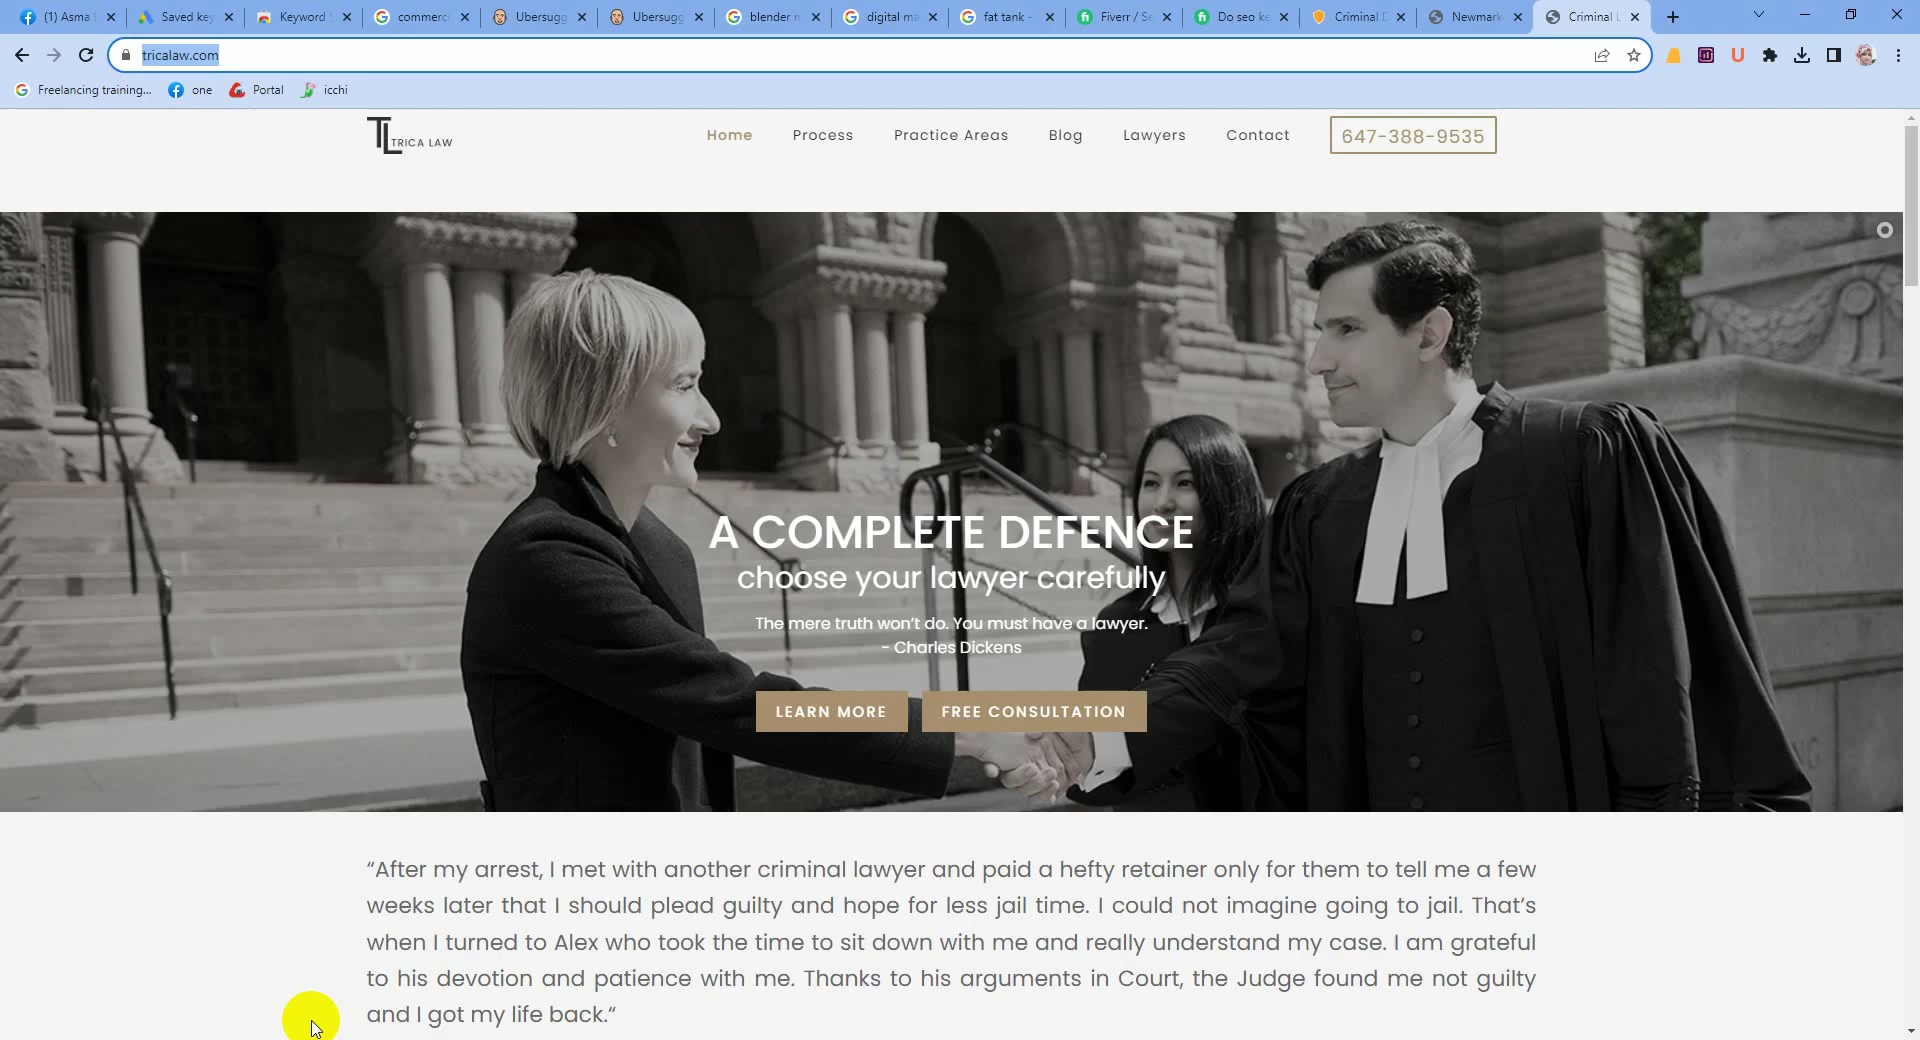 (1) Asma
Saved key
Keyword S
commerc
Ubersugg
Ubersugg
blender m
digital ma
fat tank -
Fiverr / Se
Do seo ke
Criminal D
Newmark
Criminal L
tricalaw.com
Freelancing training...
one
Portal
icchi
TL TRICA LAW
Home
Process
Practice Areas
Blog
Lawyers
Contact
647-388-9535
A COMPLETE DEFENCE
choose your lawyer carefully
The mere truth won't do. You must have a lawyer.
- Charles Dickens
LEARN MORE
FREE CONSULTATION
“After my arrest, I met with another criminal lawyer and paid a hefty retainer only for them to tell me a few
weeks later that I should plead guilty and hope for less jail time. I could not imagine going to jail. That’s
when I turned to Alex who took the time to sit down with me and really understand my case. I am grateful
to his devotion and patience with me. Thanks to his arguments in Court, the Judge found me not guilty
and I got my life back.“